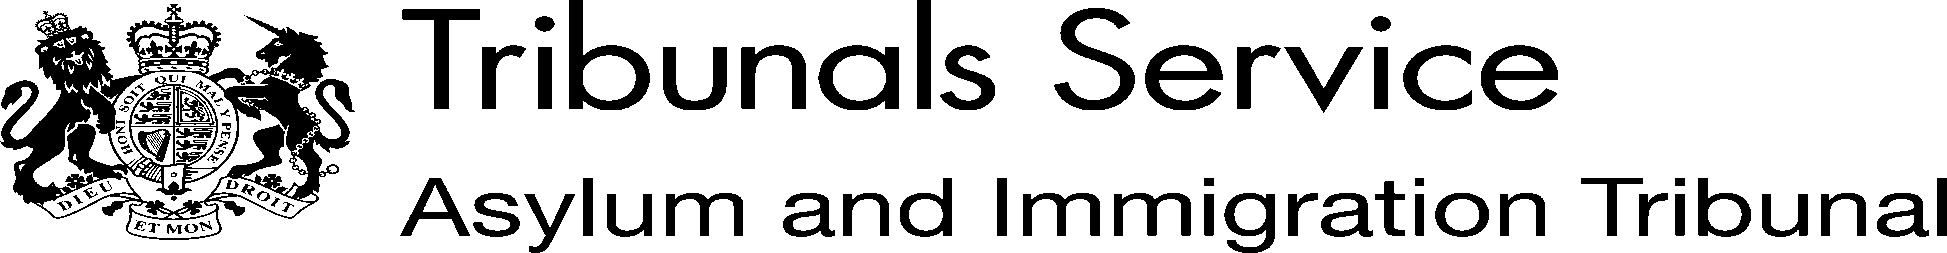 Tribunals Service
Asylum and Immigration Tribunal
HONI SOIT QUI MAL Y PENSE
DIEU ET MON DROIT